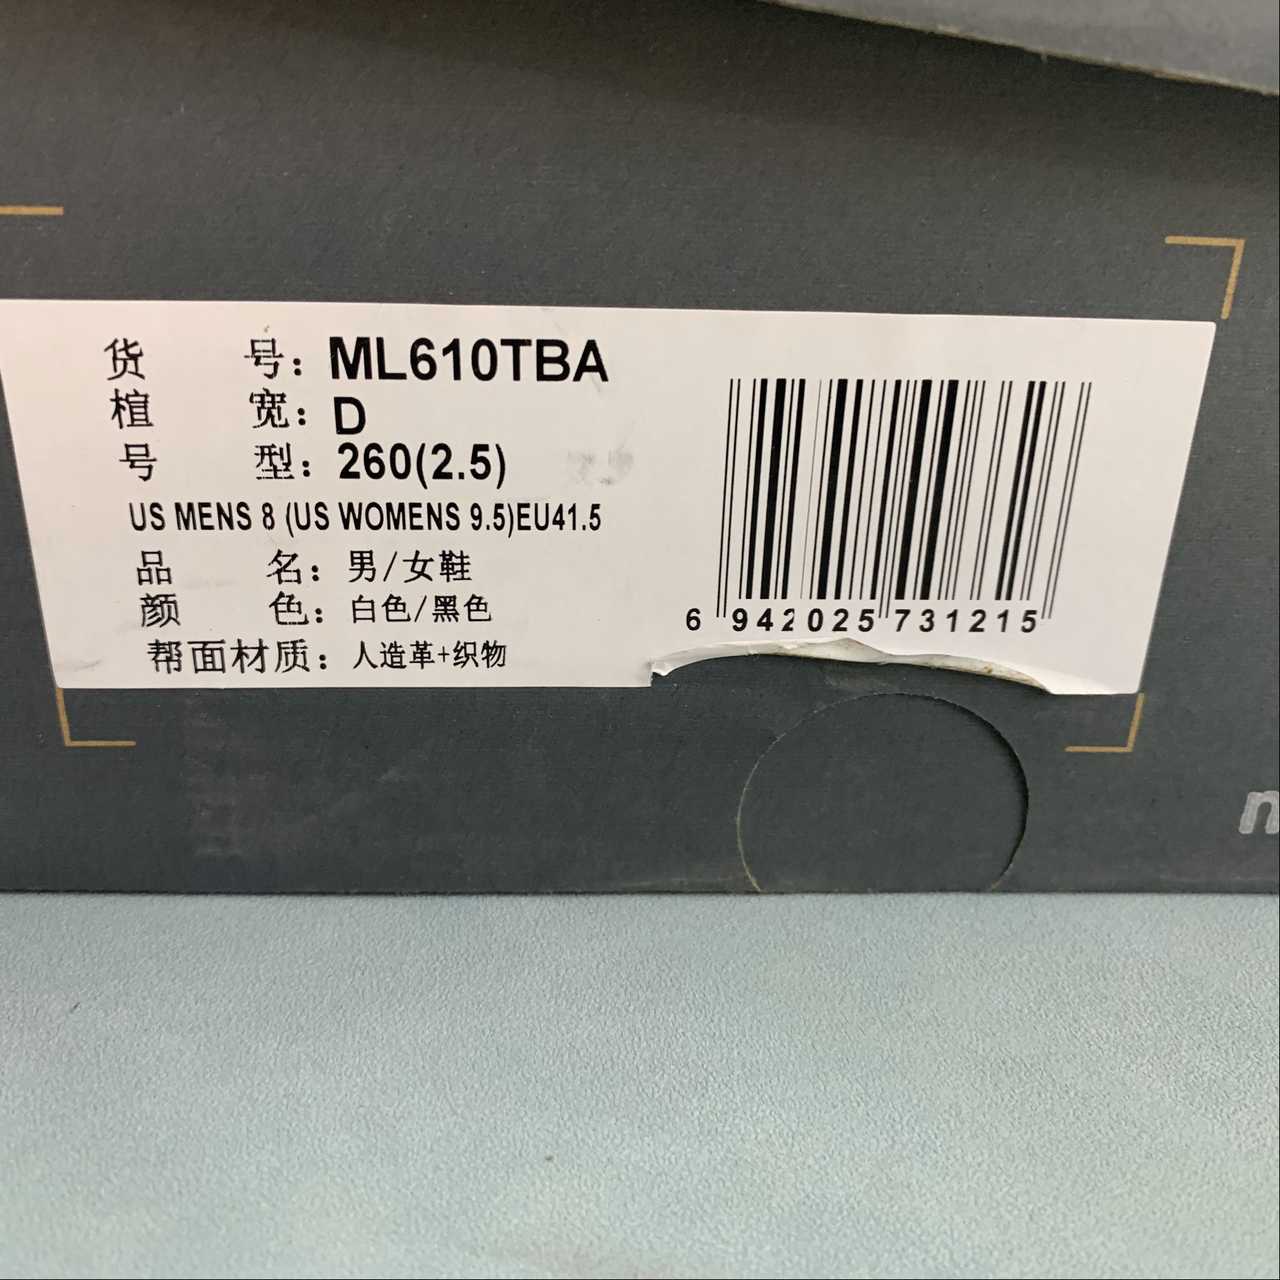 货 号: ML610TBA
楦 宽: D
号 型: 260(2.5)
US MENS 8 (US WOMENS 9.5)EU41.5
品 名: 男/女鞋
颜 色: 白色/黑色
帮面材质: 人造革+织物
6 942025 731215